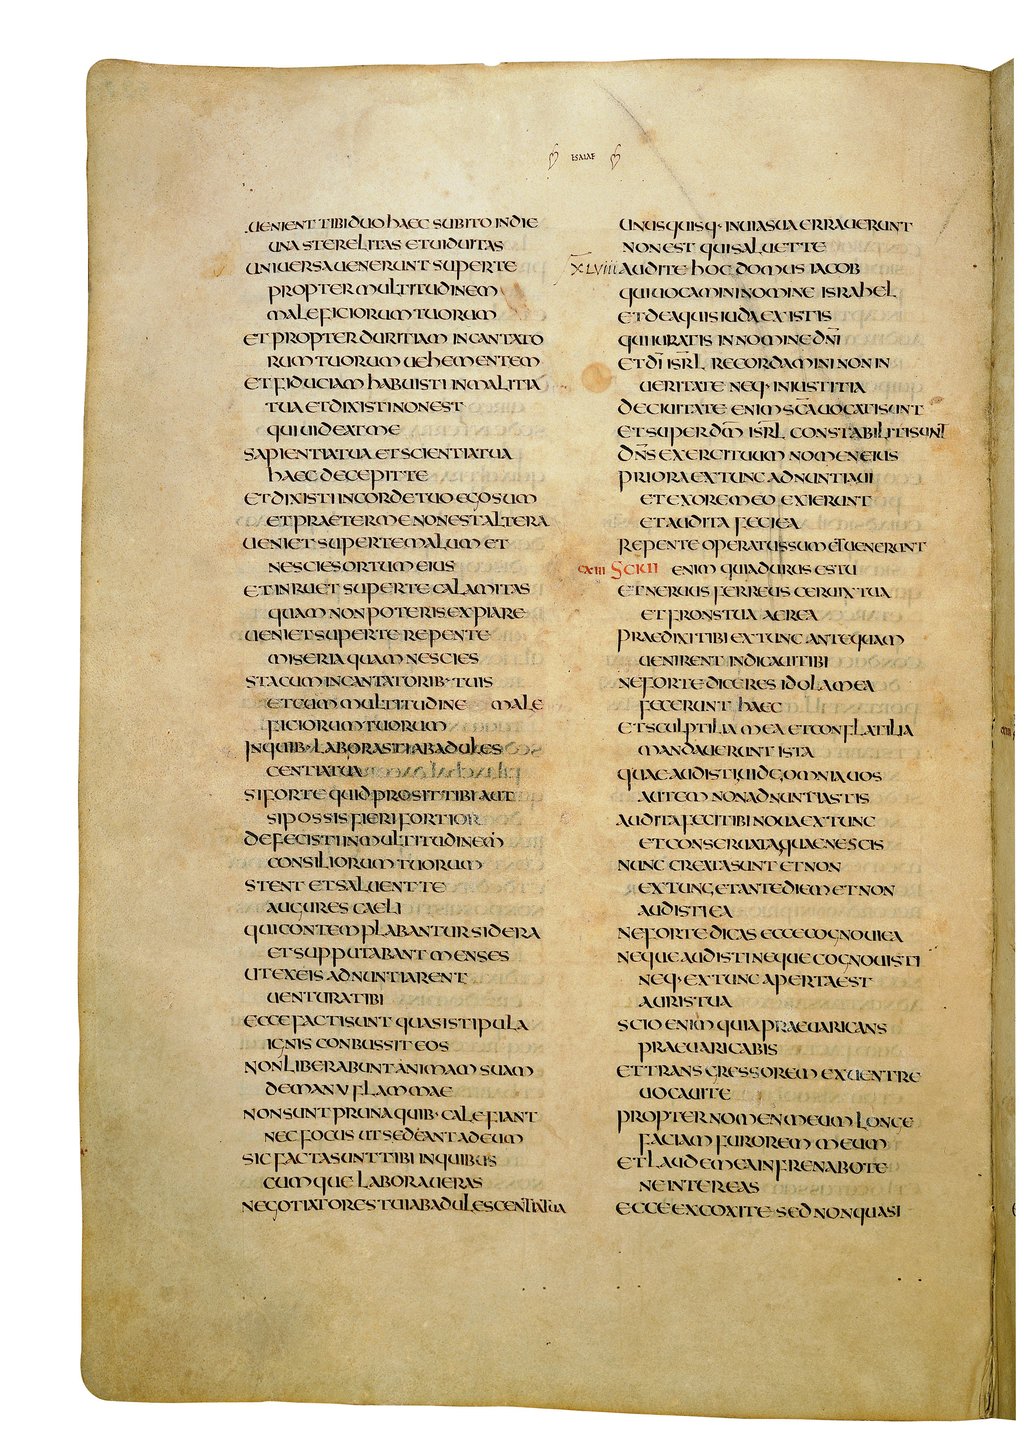 ISAIAE
UENIENT TIBI DUO HAEC SUBITO IN DIE
UNA STERELITAS ET UIDUITAS
UNIUERSA UENERUNT SUPER TE
PROPTER MULTITUDINEM
MALEFICIORUM TUORUM
ET PROPTER DURITIAM INCANTATO
RUM TUORUM UEHEMENTEM
ET FIDUCIAM HABUISTI IN MALITIA
TUA ET DIXISTI NON EST
QUI UIDEAT ME
SAPIENTIA TUA ET SCIENTIA TUA
HAEC DECEPIT TE
ET DIXISTI IN CORDE TUO EGO SUM
ET PRAETER ME NON EST ALTERA
UENIET SUPER TE MALUM ET
NESCIES ORTUM EIUS
ET INRUET SUPER TE CALAMITAS
QUAM NON POTERIS EXPIARE
UENIET SUPER TE REPENTE
MISERIA QUAM NESCIES
STA CUM INCANTATORIB· TUIS
ET CUM MULTITUDINE MALE
FICIORUM TUORUM
IN QUIB· LABORASTI AB ADULES
CENTIA TUA
SI FORTE QUID PROSIT TIBI AUT
SI POSSIS FIERI FORTIOR
DEFECISTI IN MULTITUDINEM
CONSILIORUM TUORUM
STENT ET SALUENT TE
AUGURES CAELI
QUI CONTEMPLABANTUR SIDERA
ET SUPPUTABANT MENSES
UT EX EIS ADNUNTIARENT
UENTURA TIBI
ECCE FACTI SUNT QUASI STIPULA
IGNIS CONBUSSIT EOS
NON LIBERABUNT ANIMAM SUAM
DE MANU FLAMMAE
NON SUNT PRUNA QUIB· CALEFIANT
NEC FOCUS UT SEDEANT AD EUM
SIC FACTA SUNT TIBI IN QUIBUS
CUMQUE LABORAUERAS
NEGOTIATORES TUI AB ADULESCENTIA TUA
UNUSQUISQ· IN UIA SUA ERRAUERUNT
NON EST QUI SALUET TE
XLVIII AUDITE HOC DOMUS IACOB
QUI UOCAMINI NOMINE ISRAHEL
ET DE AQUIS IUDA EXISTIS
QUI IURATIS IN NOMINE DN̄I
ET DĪ ISR̄L RECORDAMINI NON IN
UERITATE NEQ· IN IUSTITIA
DE CIUITATE ENIM SCĀ UOCATI SUNT
ET SUPER DM̄ ISR̄L CONSTABILITI SUNT
DN̄S EXERCITUUM NOMEN EIUS
PRIORA EX TUNC ADNUNTIAUI
ET EX ORE MEO EXIERUNT
ET AUDITA FECI EA
REPENTE OPERATUS SUM ET UENERUNT
CXIII SCIUI ENIM QUIA DURUS ES TU
ET NERUUS FERREUS CERUIX TUA
ET FRONS TUA AEREA
PRAEDIXI TIBI EX TUNC ANTEQUAM
UENIRENT INDICAUI TIBI
NE FORTE DICERES IDOLA MEA
FECERUNT HAEC
ET SCULPTILIA MEA ET CONFLATILIA
MANDAUERUNT ISTA
QUAE AUDISTI UIDE OMNIA UOS
AUTEM NON ADNUNTIASTIS
AUDITA FECI TIBI NOUA EX TUNC
ET CONSERUATA QUAE NESCIS
NUNC CREATA SUNT ET NON
EX TUNC ET ANTE DIEM ET NON
AUDISTI EA
NE FORTE DICAS ECCE COGNOUI EA
NEQUE AUDISTI NEQUE COGNOUISTI
NEQ· EX TUNC APERTA EST
AURIS TUA
SCIO ENIM QUIA PRAEUARICANS
PRAEUARICABIS
ET TRANSGRESSOREM EX UENTRE
UOCAUI TE
PROPTER NOMEN MEUM LONGE
FACIAM FUROREM MEUM
ET LAUDE MEA INFRENABO TE
NE INTEREAS
ECCE EXCOXI TE SED NON QUASI